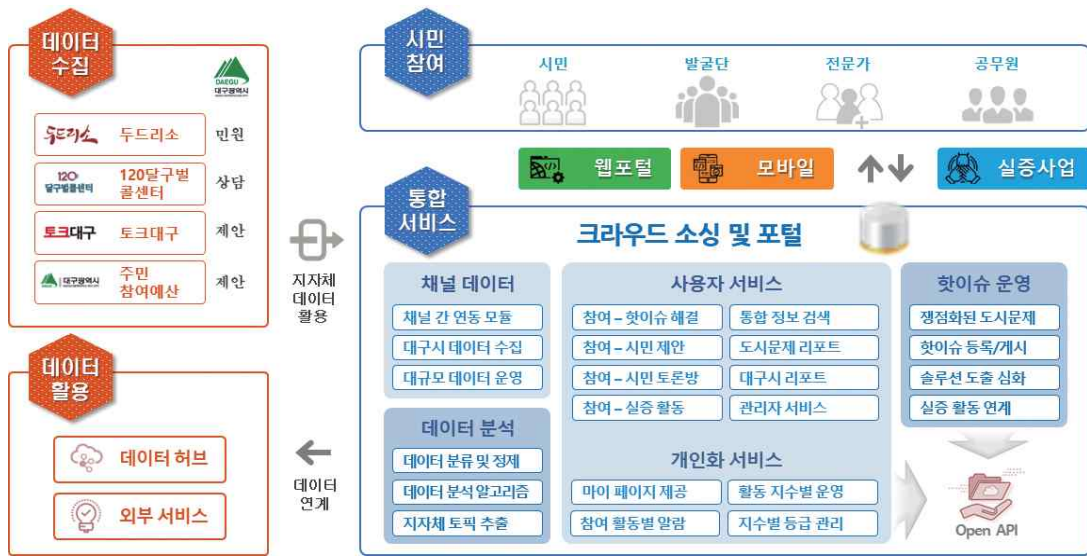 데이터
수집
DAEGU
대구광역시
두드리소
두드리소
민원
120
달구벌콜센터
120달구벌
콜센터
상담
토크대구
토크대구
제안
대구광역시
주민
참여예산
제안
지자체
데이터
활용
데이터
활용
데이터 허브
외부 서비스
데이터
연계
시민
참여
시민
발굴단
전문가
공무원
웹포털
모바일
실증사업
통합
서비스
크라우드 소싱 및 포털
채널 데이터
채널 간 연동 모듈
대구시 데이터 수집
대규모 데이터 운영
데이터 분석
데이터 분류 및 정제
데이터 분석 알고리즘
지자체 토픽 추출
사용자 서비스
참여 – 핫이슈 해결
통합 정보 검색
참여 – 시민 제안
도시문제 리포트
참여 – 시민 토론방
대구시 리포트
참여 – 실증 활동
관리자 서비스
개인화 서비스
마이 페이지 제공
활동 지수별 운영
참여 활동별 알람
지수별 등급 관리
핫이슈 운영
쟁점화된 도시문제
핫이슈 등록/게시
솔루션 도출 심화
실증 활동 연계
Open API